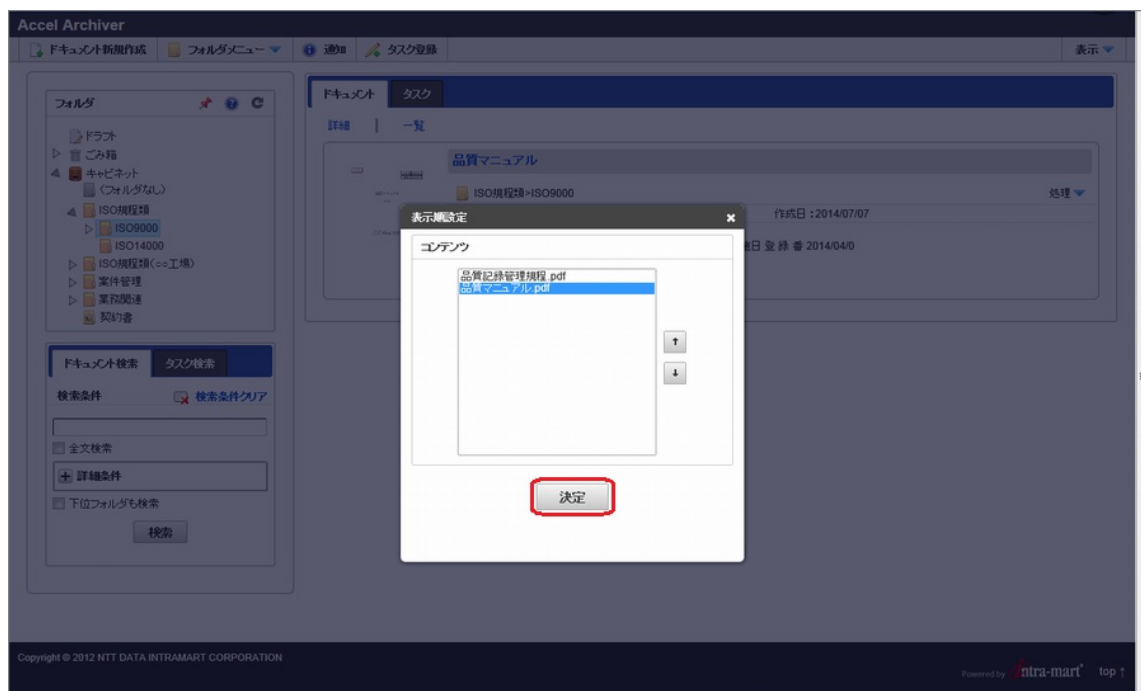 Accel Archiver
ドキュメント新規作成 フォルダメニュー 通知 タスク登録 表示
フォルダ
ドラフト
ごみ箱
キャビネット
(フォルダなし)
ISO規程類
ISO9000
ISO14000
ISO規程類(○○工場)
案件管理
業務関連
契約書
ドキュメント検索 タスク検索
検索条件 検索条件クリア
全文検索
詳細条件
下位フォルダも検索
検索
ドキュメント タスク
詳細 | 一覧
品質マニュアル
ISO規程類>ISO9000 処理
作成日:2014/07/07
日 登 録 番 2014/04/0
表示順設定 ×
コンテンツ
品質記録管理規程.pdf
品質マニュアル.pdf
↑
↓
決定
Copyright © 2012 NTT DATA INTRAMART CORPORATION
Powered by intra-mart top ↑